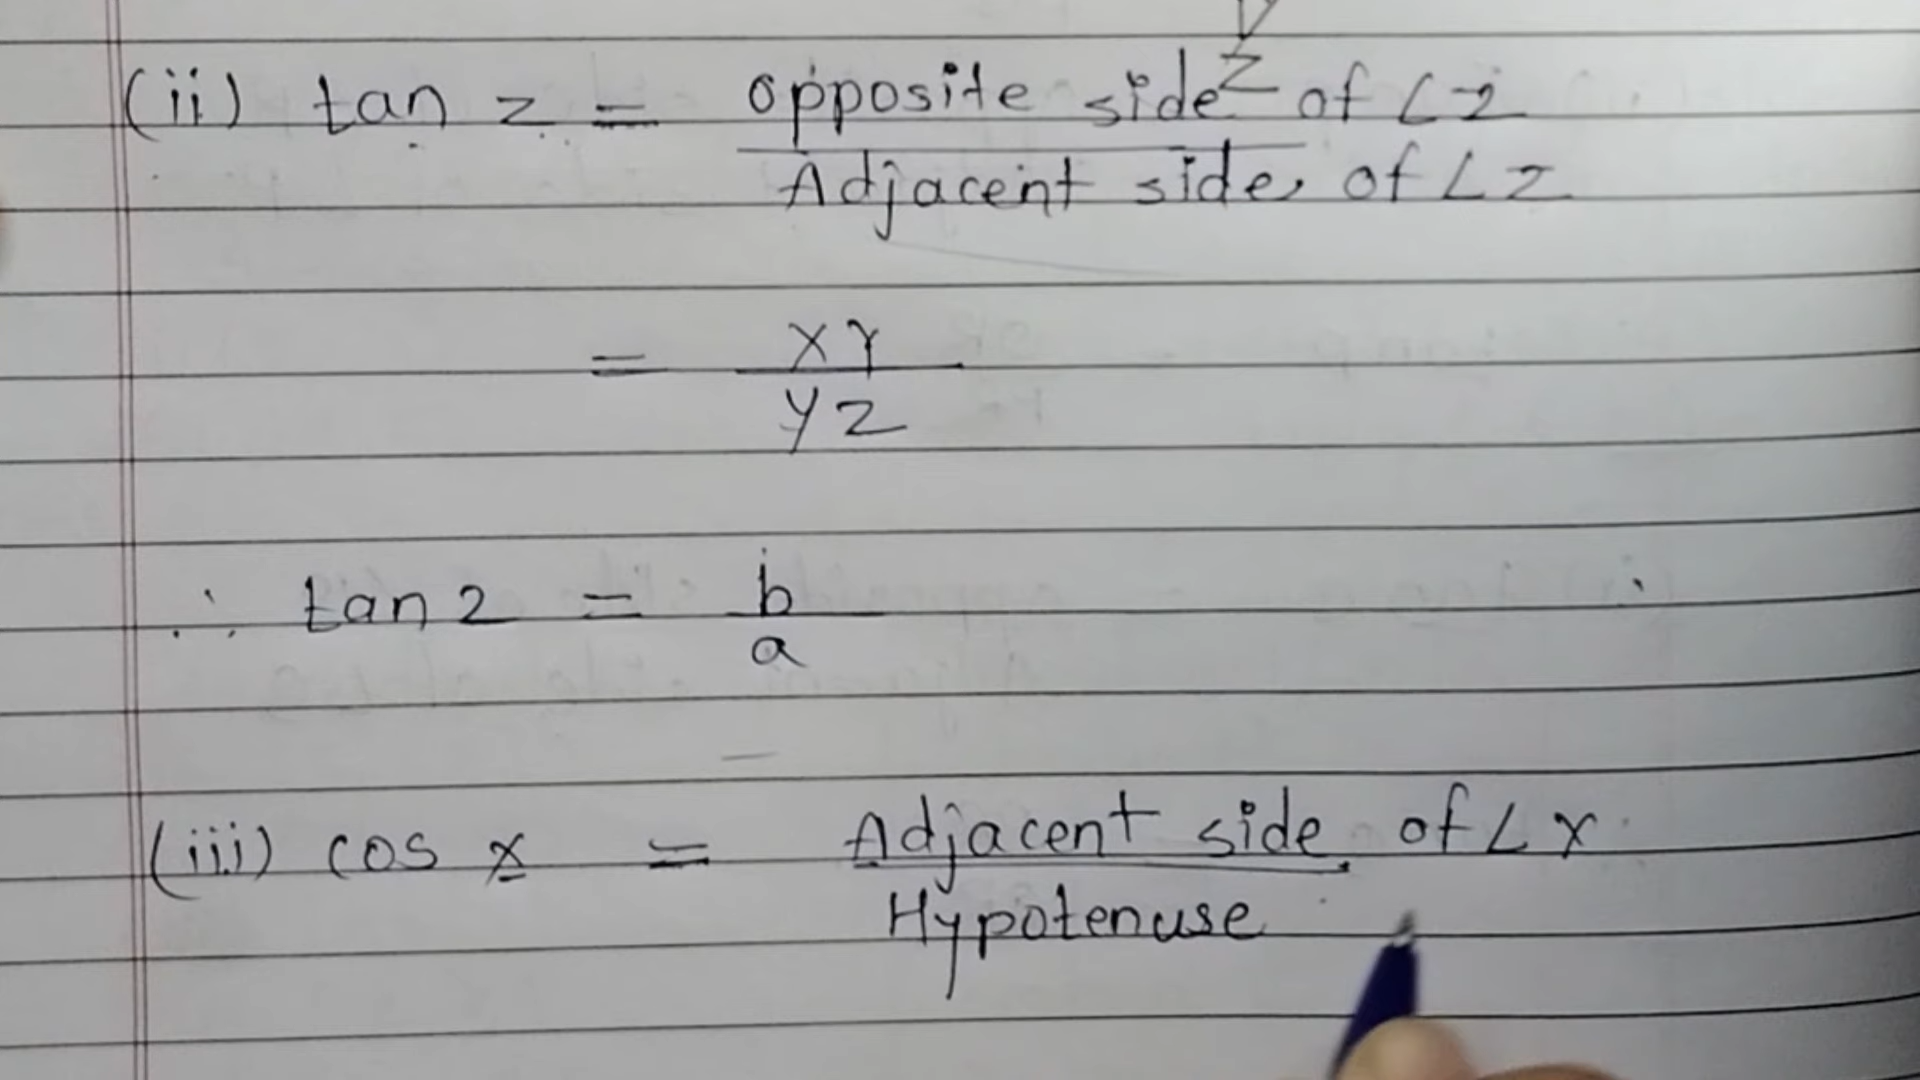 (ii) tan z = opposite side of ∠z
Adjacent side of ∠z
= XY
YZ
∴ tan z = b
a
(iii) cos x = Adjacent side of ∠x
Hypotenuse